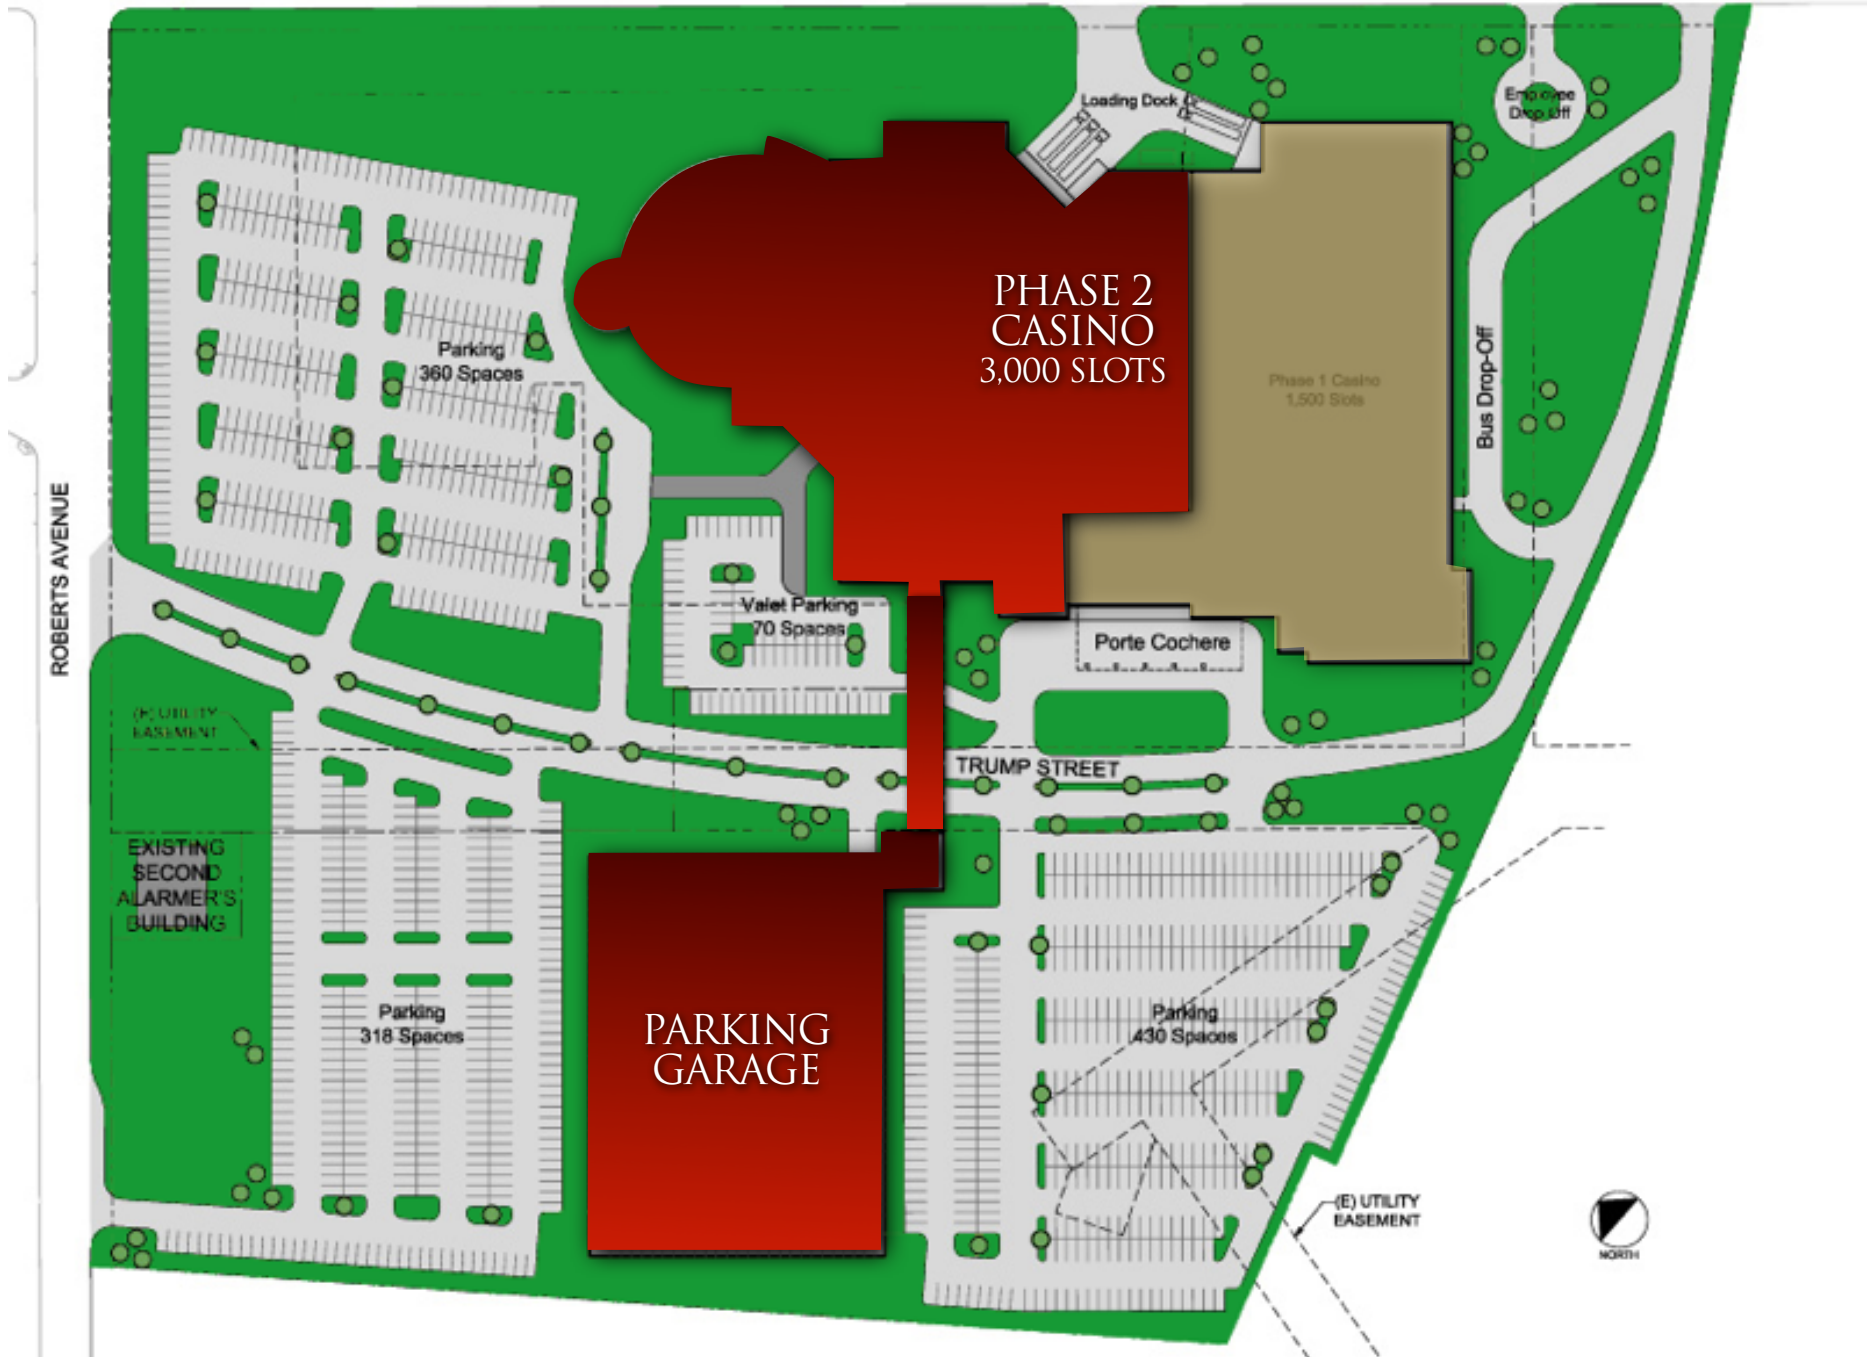 Loading Dock
Employee
Drop Off
PHASE 2
CASINO
3,000 SLOTS
Parking
360 Spaces
Phase 1 Casino
1,500 Slots
Bus Drop-Off
ROBERTS AVENUE
Valet Parking
70 Spaces
Porte Cochere
(E) UTILITY
EASEMENT
TRUMP STREET
EXISTING
SECOND
ALARMER'S
BUILDING
Parking
318 Spaces
PARKING
GARAGE
Parking
430 Spaces
(E) UTILITY
EASEMENT
NORTH